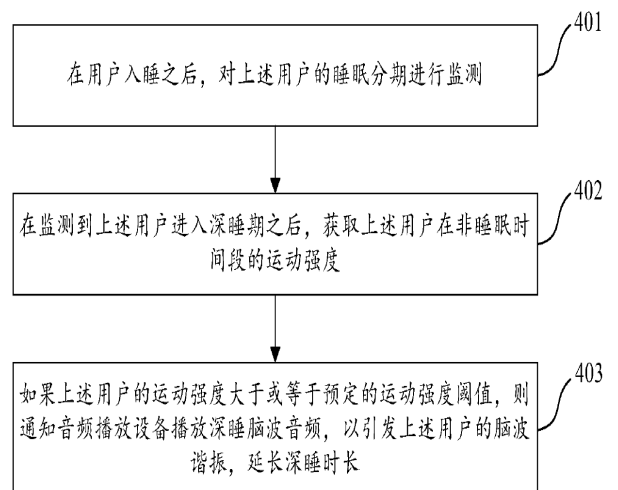 401
在用户入睡之后，对上述用户的睡眠分期进行监测
402
在监测到上述用户进入深睡期之后，获取上述用户在非睡眠时
间段的运动强度
403
如果上述用户的运动强度大于或等于预定的运动强度阈值，则
通知音频播放设备播放深睡脑波音频，以引发上述用户的脑波
谐振，延长深睡时长